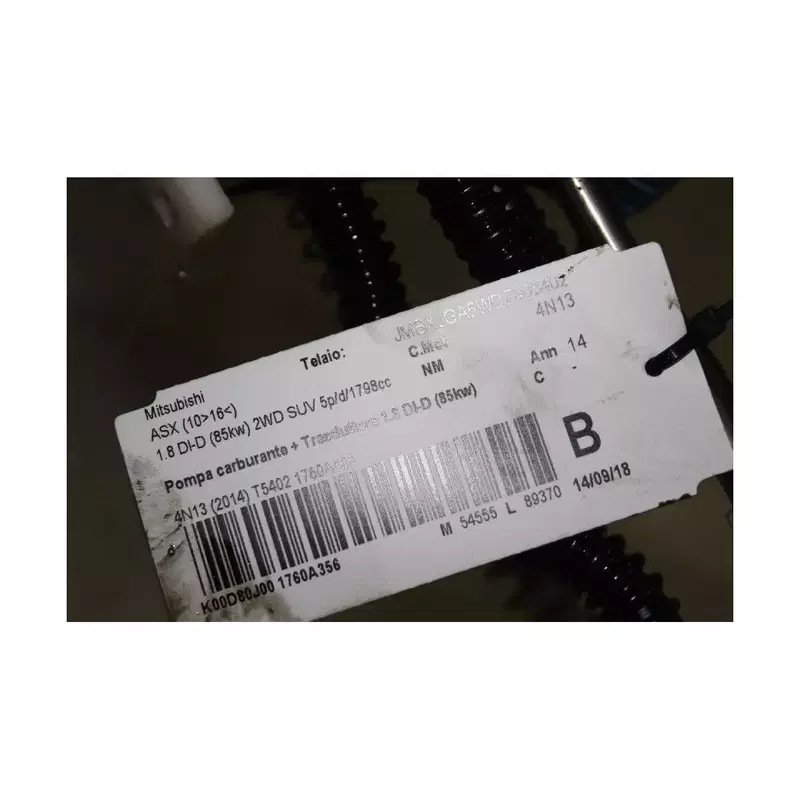 Mitsubishi
ASX (10>16<)
1.8 DI-D (85kw) 2WD SUV 5p/d/1798cc
Telaio:
C.Mot 4N13
NM
Ann 14
C -
Pompa carburante + Trasduttore 1.8 DI-D (85kw)
4N13 (2014) T5402
B
M 54555 L 89370 14/09/18
K00D80J00 1760A356